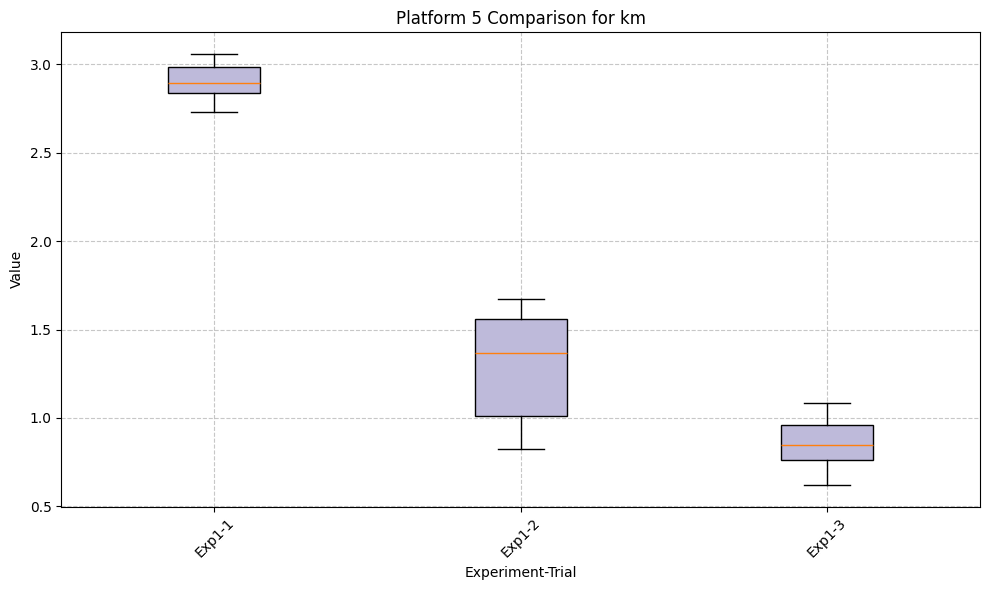 Platform 5 Comparison for km
Value
3.0
2.5
2.0
1.5
1.0
0.5
Exp1-1
Exp1-2
Exp1-3
Experiment-Trial